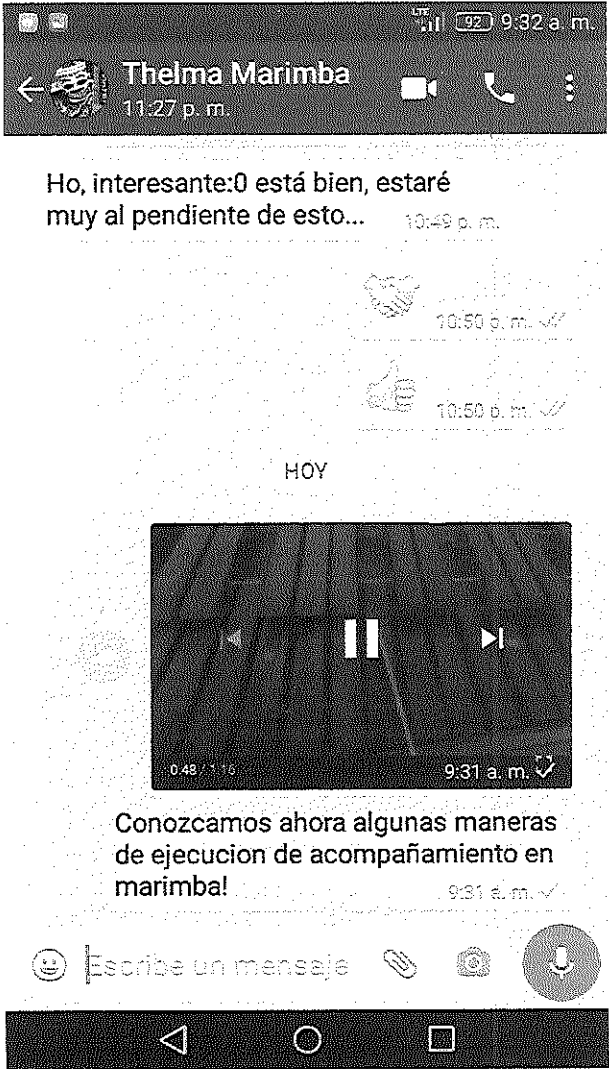 LTE 92 9:32 a. m.
Thelma Marimba
11:27 p. m.
Ho, interesante:0 está bien, estaré
muy al pendiente de esto... 10:49 p. m.
10:50 p. m.
10:50 p. m.
HOY
0:48 / 1:16
9:31 a. m.
Conozcamos ahora algunas maneras
de ejecucion de acompañamiento en
marimba! 9:31 a. m.
Escribe un mensaje